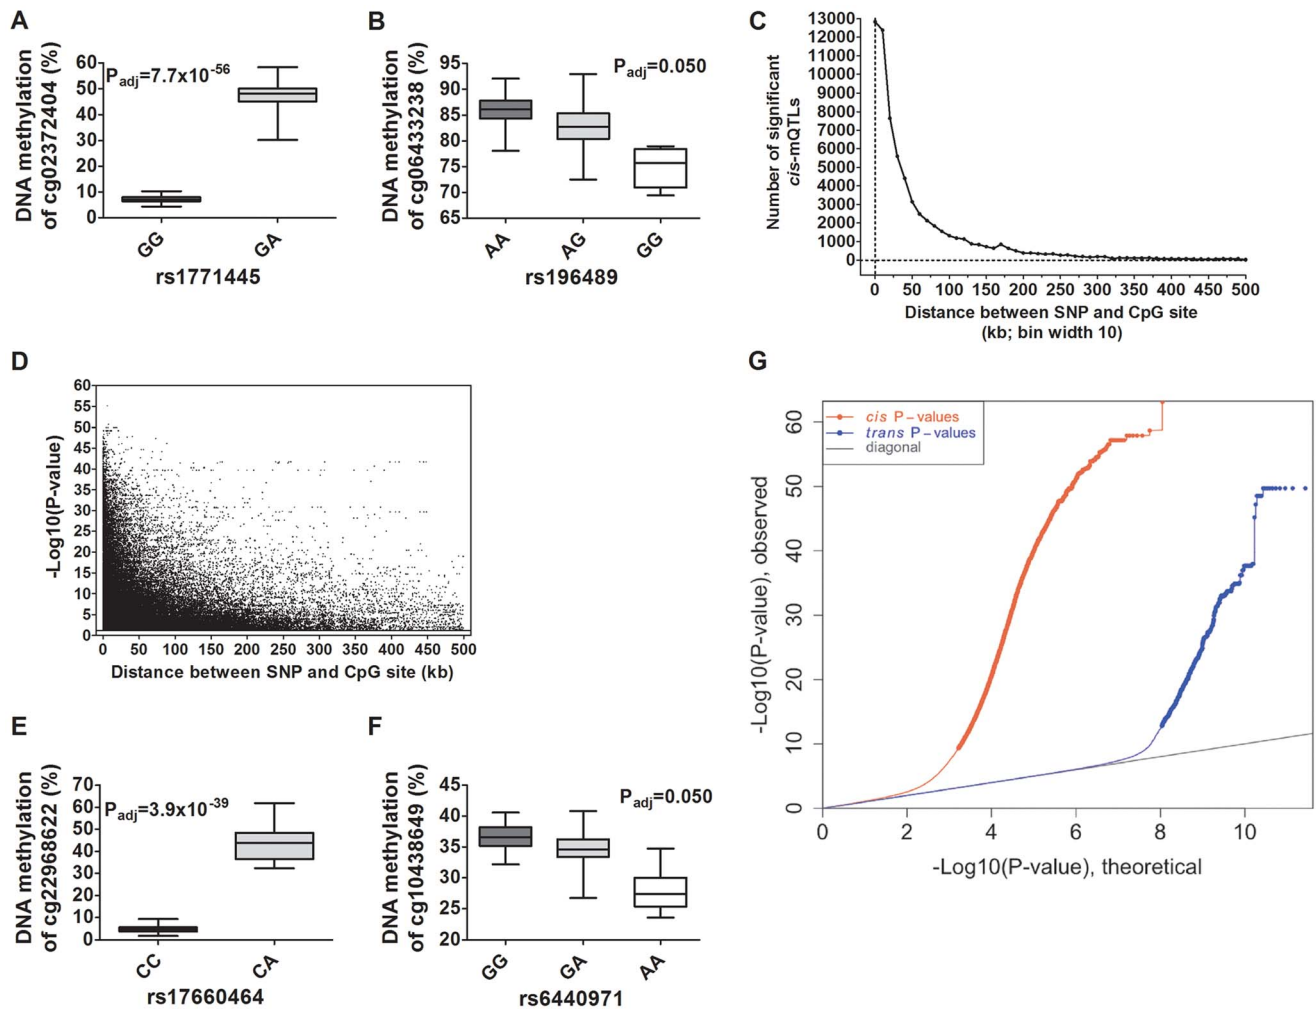 A
DNA methylation
of cg02372404 (%)
60
50
40
30
20
10
0
Padj=7.7x10-56
GG
GA
rs1771445
B
DNA methylation
of cg06433238 (%)
95
90
85
80
75
70
65
Padj=0.050
AA
AG
GG
rs196489
C
Number of significant
cis-mQTLs
13000
12000
11000
10000
9000
8000
7000
6000
5000
4000
3000
2000
1000
0
0 50 100 150 200 250 300 350 400 450 500
Distance between SNP and CpG site
(kb; bin width 10)
D
-Log10(P-value)
60
55
50
45
40
35
30
25
20
15
10
5
0
0 50 100 150 200 250 300 350 400 450 500
Distance between SNP and CpG site (kb)
E
DNA methylation
of cg22968622 (%)
70
60
50
40
30
20
10
0
Padj=3.9x10-39
CC
CA
rs17660464
F
DNA methylation
of cg10438649 (%)
45
40
35
30
25
20
Padj=0.050
GG
GA
AA
rs6440971
G
cis P-values
trans P-values
diagonal
-Log10(P-value), observed
60
50
40
30
20
10
0
0 2 4 6 8 10
-Log10(P-value), theoretical